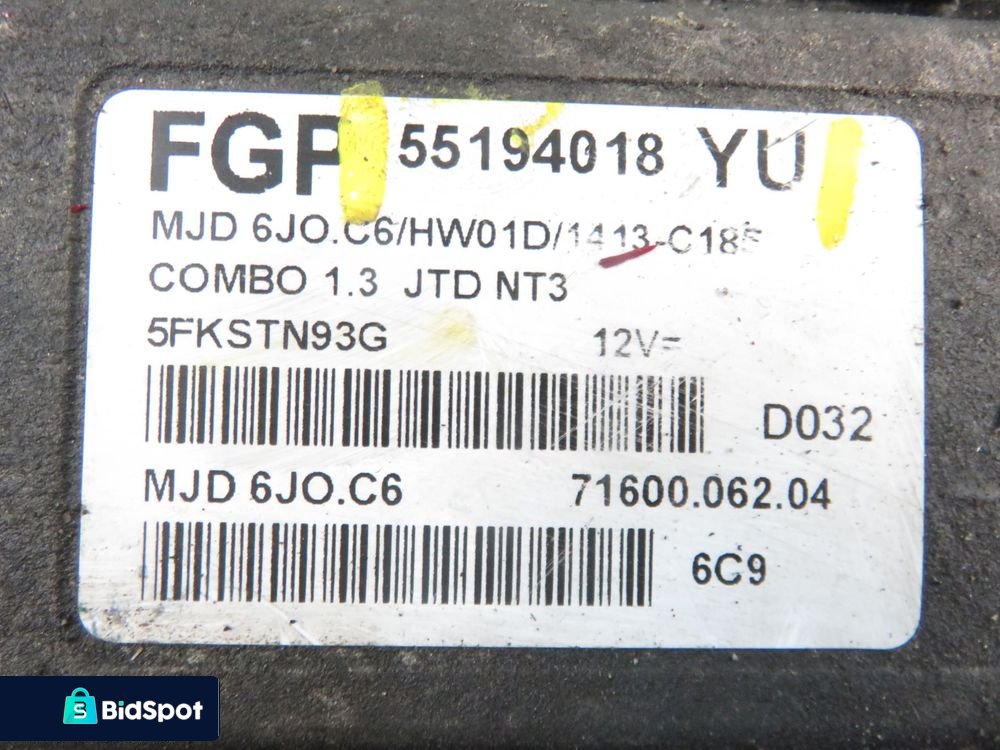 FGP 55194018 YU
MJD 6JO.C6/HW01D/1413-C185
COMBO 1.3 JTD NT3
5FKSTN93G 12V=
D032
MJD 6JO.C6 71600.062.04
6C9
BidSpot